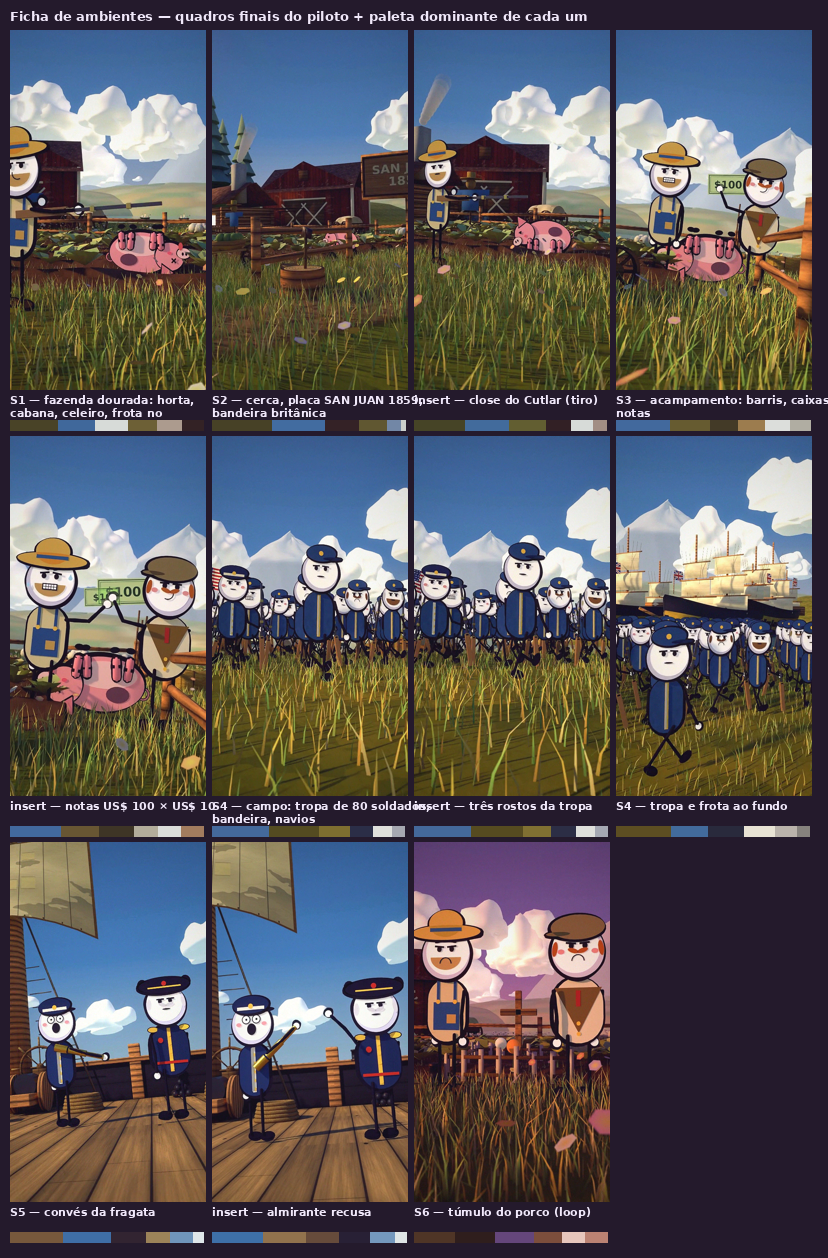 Ficha de ambientes — quadros finais do piloto + paleta dominante de cada um
SAN J
18
$100
S1 — fazenda dourada: horta,
cabana, celeiro, frota no
S2 — cerca, placa SAN JUAN 1859,
bandeira britânica
insert — close do Cutlar (tiro)
S3 — acampamento: barris, caixas
notas
$1
100
insert — notas US$ 100 × US$ 10
S4 — campo: tropa de 80 soldados,
bandeira, navios
insert — três rostos da tropa
S4 — tropa e frota ao fundo
S5 — convés da fragata
insert — almirante recusa
S6 — túmulo do porco (loop)